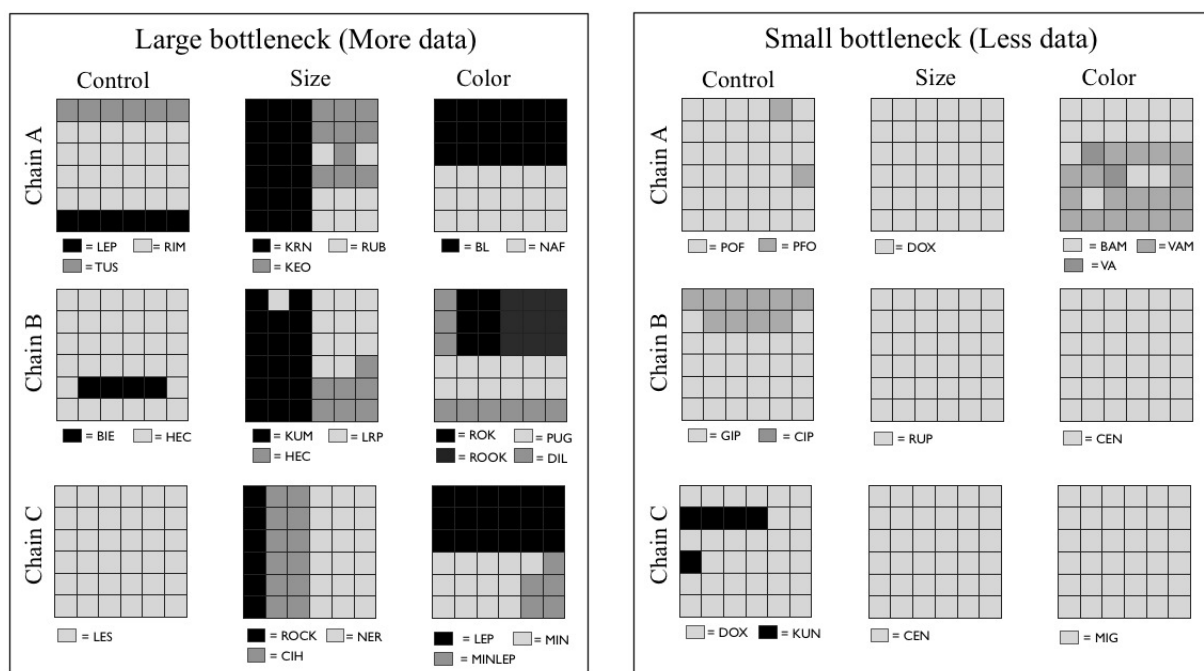 Large bottleneck (More data)
Control Size Color
Chain A
= LEP = RIM
= TUS
= KRN = RUB
= KEO
= BL = NAF
Chain B
= BIE = HEC
= KUM = LRP
= HEC
= ROK = PUG
= ROOK = DIL
Chain C
= LES
= ROCK = NER
= CIH
= LEP = MIN
= MINLEP
Small bottleneck (Less data)
Control Size Color
Chain A
= POF = PFO
= DOX
= BAM = VAM
= VA
Chain B
= GIP = CIP
= RUP
= CEN
Chain C
= DOX = KUN
= CEN
= MIG